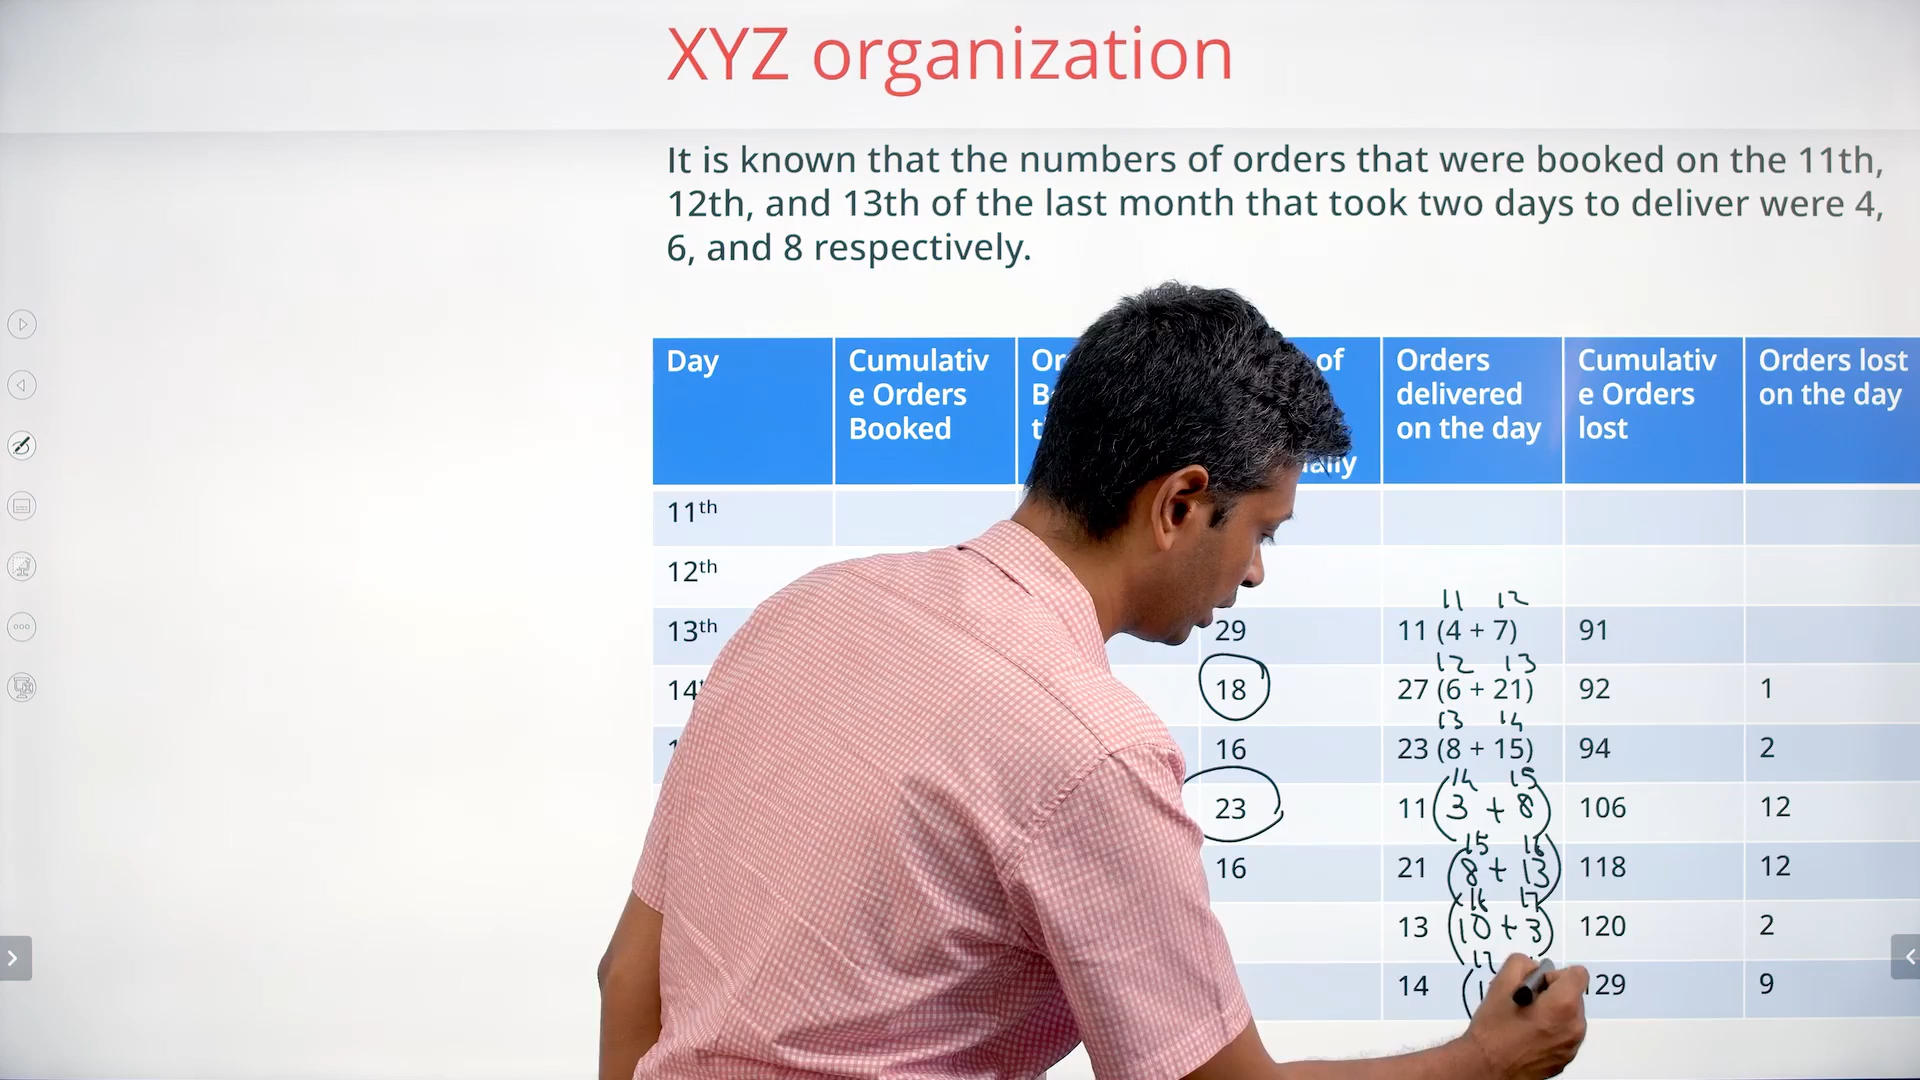 XYZ organization
It is known that the numbers of orders that were booked on the 11th,
12th, and 13th of the last month that took two days to deliver were 4,
6, and 8 respectively.
Day Cumulativ Orders Cumulativ Orders lost
e Orders of delivered e Orders on the day
Booked on the day lost
11th
12th
11 12
13th 29 11 (4 + 7) 91
12 13
14 18 27 (6 + 21) 92 1
13 14
16 23 (8 + 15) 94 2
14 15
23 11 (3 + 8) 106 12
15 16
16 21 (8 + 13) 118 12
16 17
13 (10 + 3) 120 2
17
14 129 9